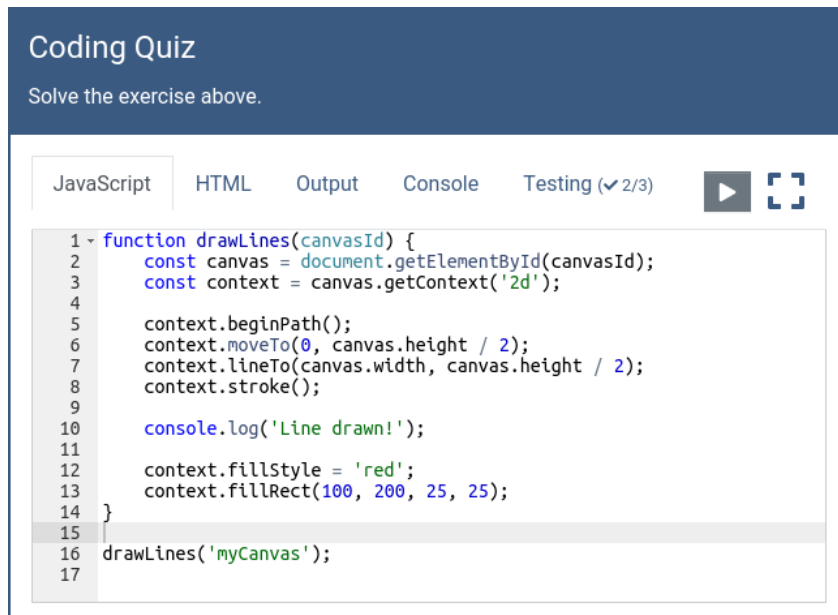 Coding Quiz
Solve the exercise above.
JavaScript HTML Output Console Testing (✔ 2/3)
1 function drawLines(canvasId) {
2     const canvas = document.getElementById(canvasId);
3     const context = canvas.getContext('2d');
4
5     context.beginPath();
6     context.moveTo(0, canvas.height / 2);
7     context.lineTo(canvas.width, canvas.height / 2);
8     context.stroke();
9
10     console.log('Line drawn!');
11
12     context.fillStyle = 'red';
13     context.fillRect(100, 200, 25, 25);
14 }
15
16 drawLines('myCanvas');
17